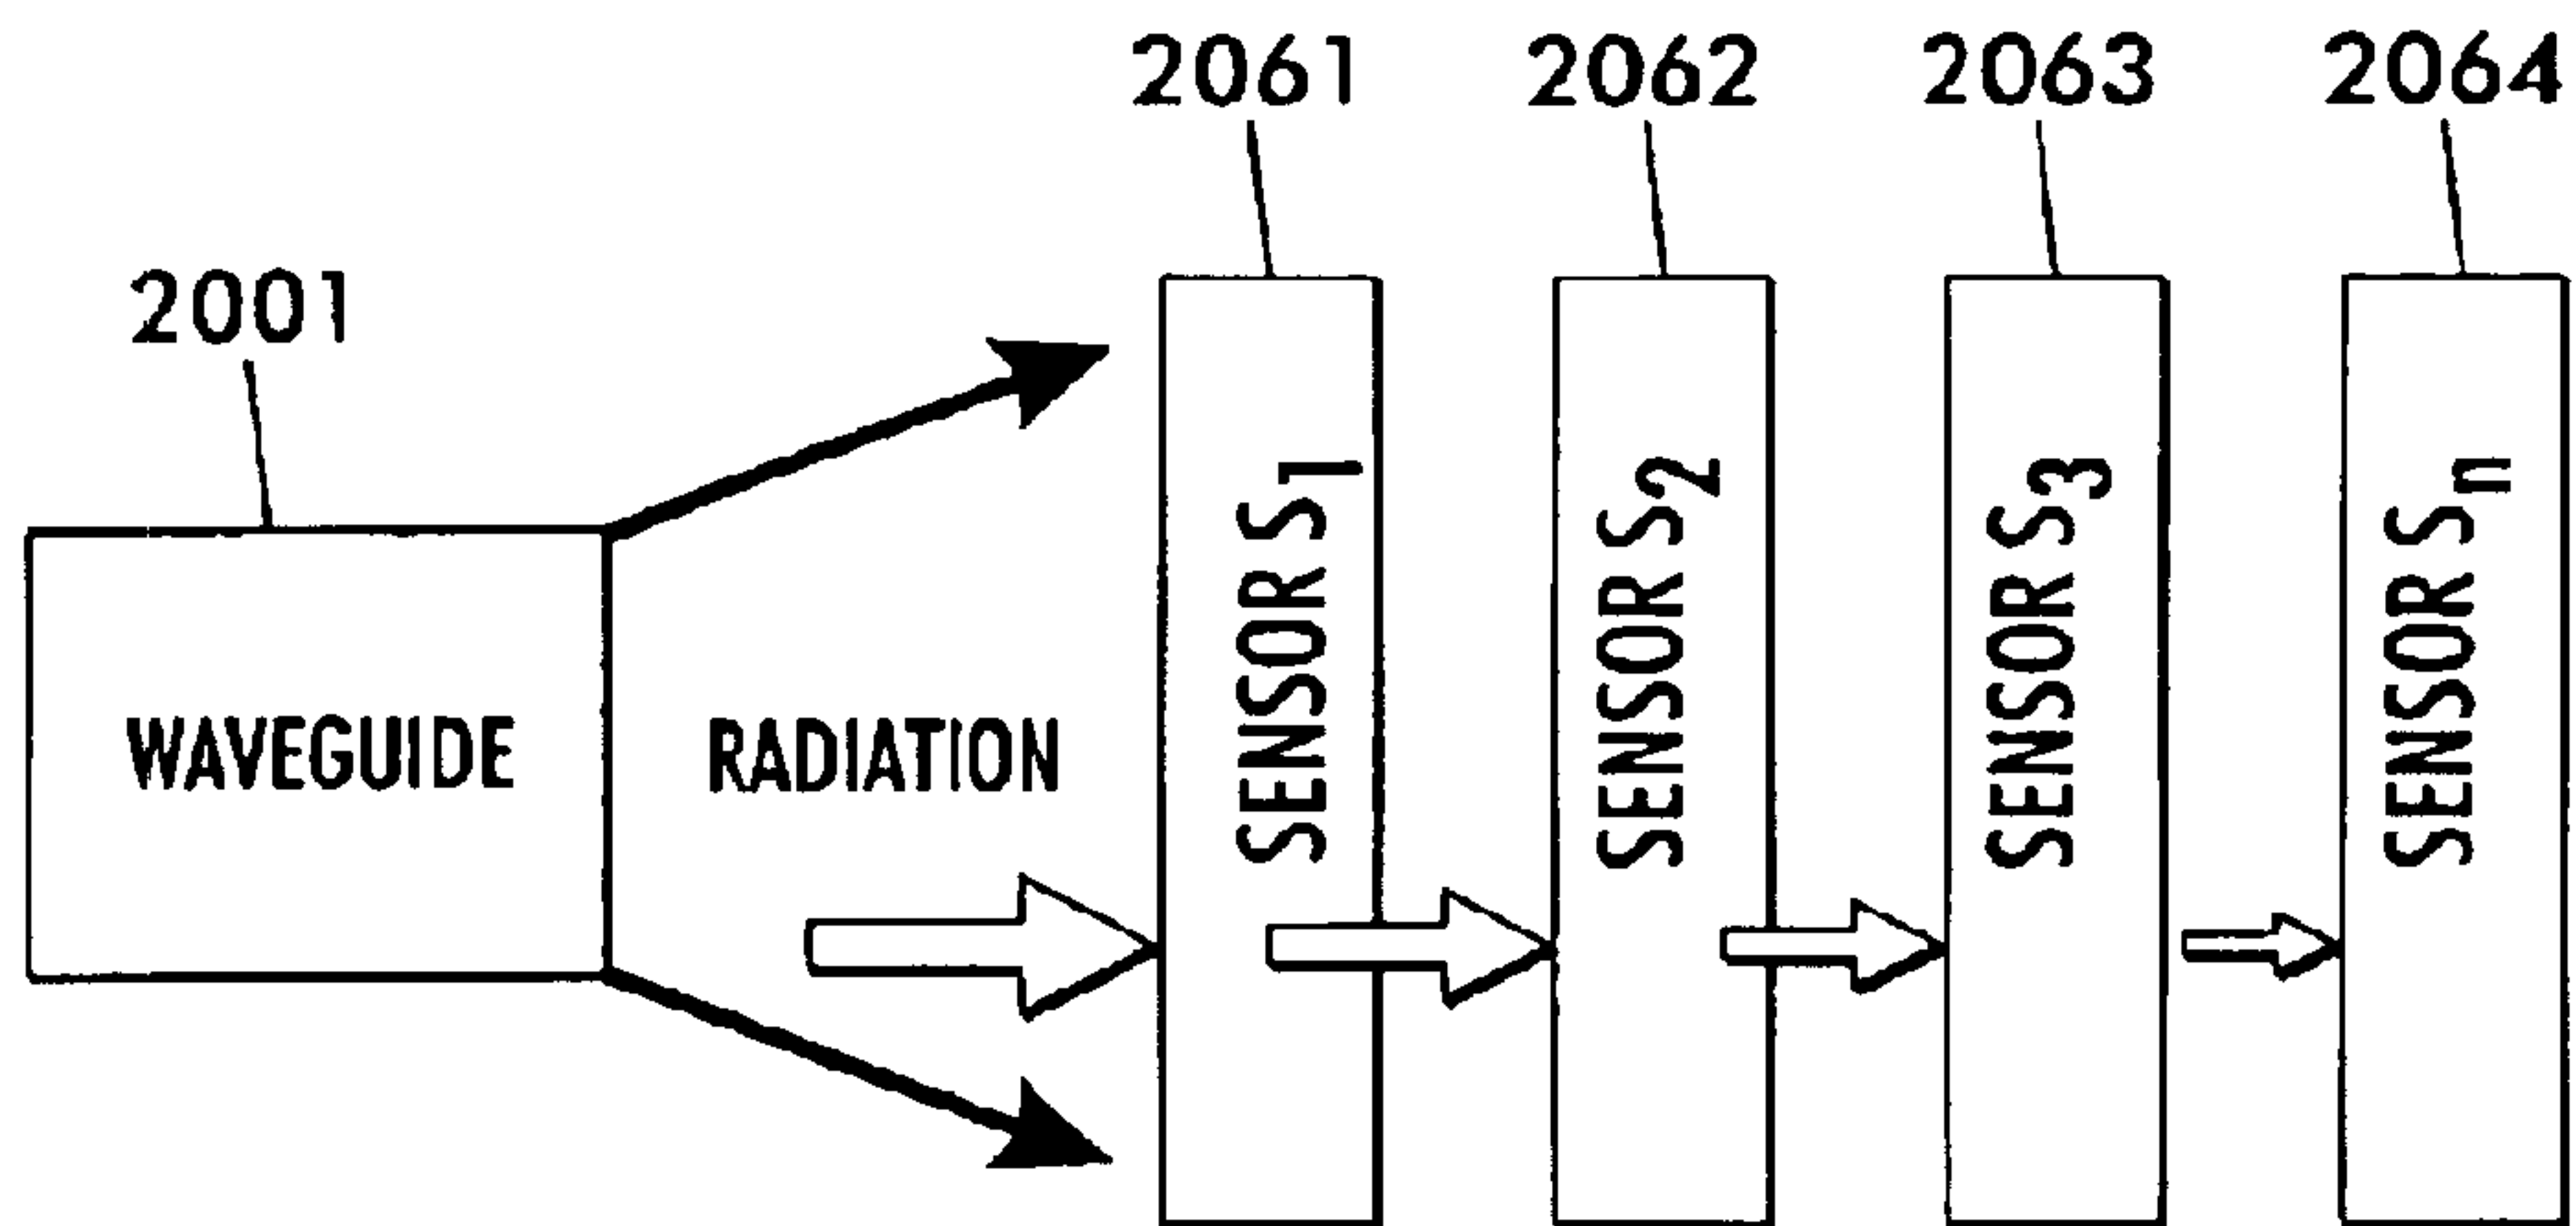 2061 2062 2063 2064
2001
WAVEGUIDE
RADIATION
SENSOR S1
SENSOR S2
SENSOR S3
SENSOR Sn